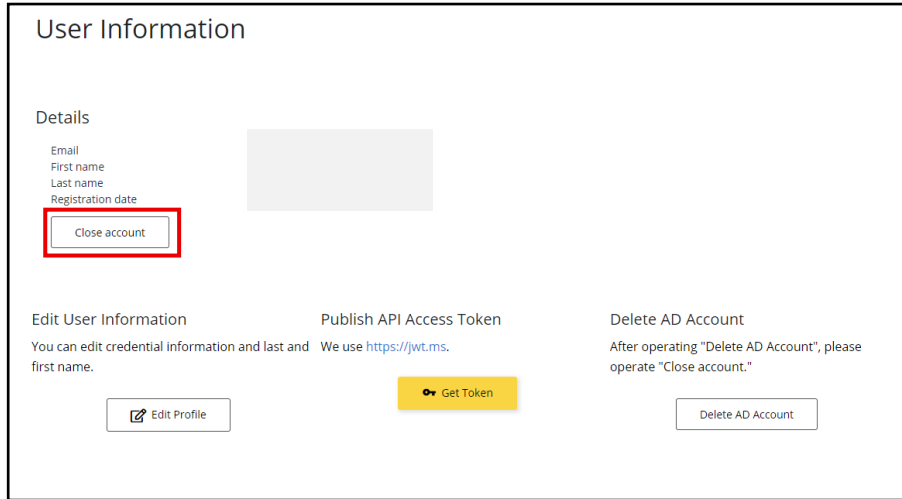 User Information
Details
Email
First name
Last name
Registration date
Close account
Edit User Information
You can edit credential information and last and
first name.
Edit Profile
Publish API Access Token
We use https://jwt.ms.
Get Token
Delete AD Account
After operating "Delete AD Account", please
operate "Close account."
Delete AD Account